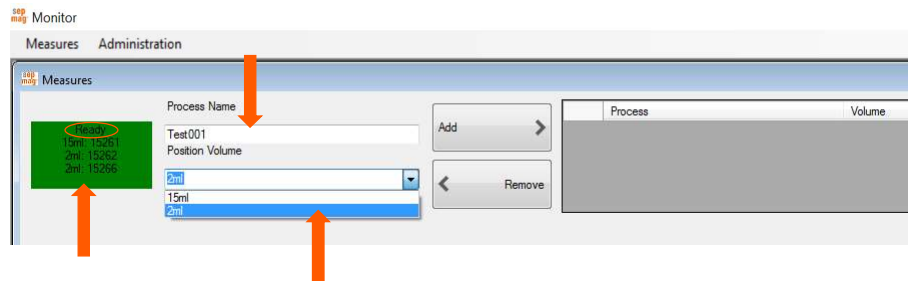 sep
mag Monitor
Measures Administration
sep
mag Measures
Ready
15ml: 15261
2ml: 15262
2ml: 15266
Process Name
Test001
Position Volume
2ml
15ml
2ml
Add
Remove
Process Volume